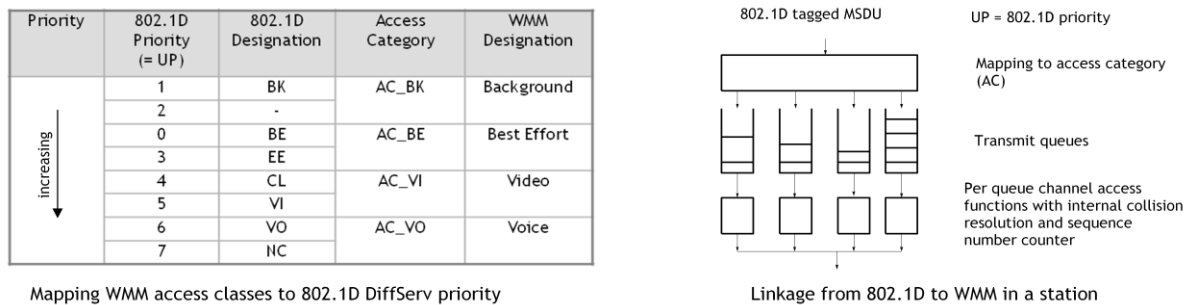 Priority 802.1D Priority (= UP) 802.1D Designation Access Category WMM Designation
increasing
1 BK AC_BK Background
2 -
0 BE AC_BE Best Effort
3 EE
4 CL AC_VI Video
5 VI
6 VO AC_VO Voice
7 NC
Mapping WMM access classes to 802.1D DiffServ priority
802.1D tagged MSDU
UP = 802.1D priority
Mapping to access category
(AC)
Transmit queues
Per queue channel access
functions with internal collision
resolution and sequence
number counter
Linkage from 802.1D to WMM in a station